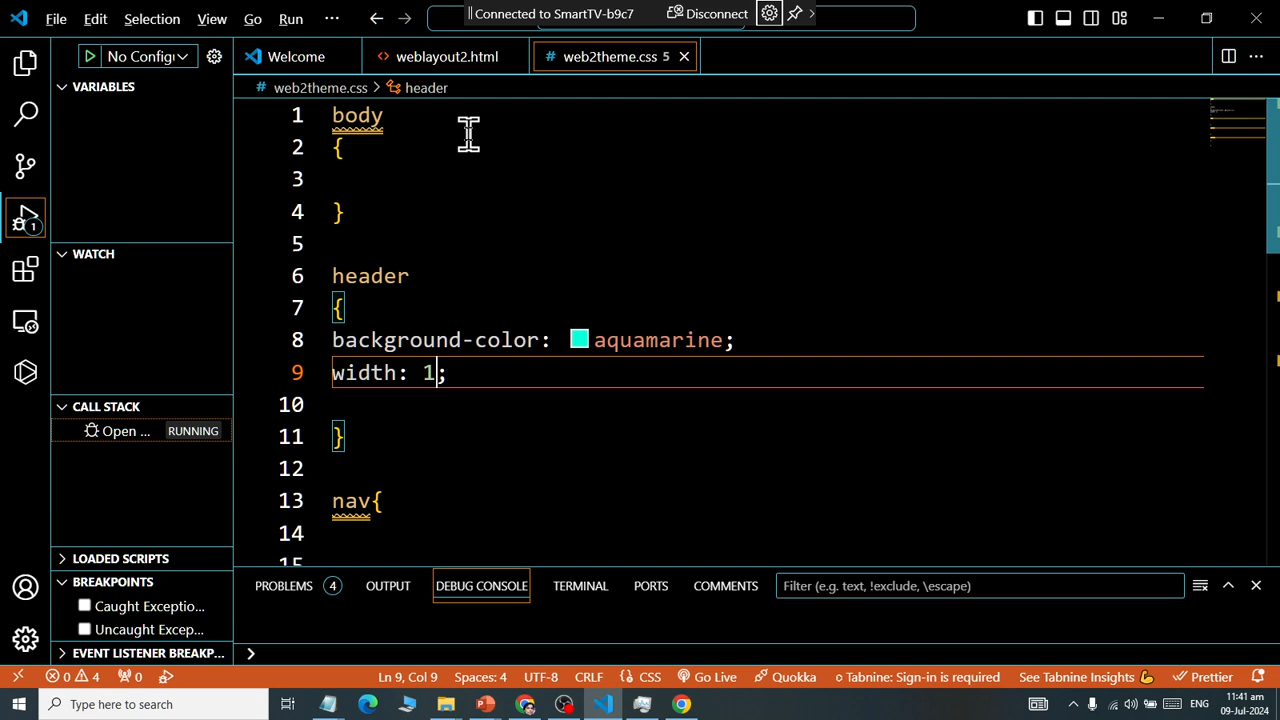 File Edit Selection View Go Run ···
Connected to SmartTV-b9c7 Disconnect
No Configu
Welcome
weblayout2.html
# web2theme.css 5
# web2theme.css > header
VARIABLES
WATCH
CALL STACK
Open ... RUNNING
LOADED SCRIPTS
BREAKPOINTS
Caught Exceptio...
Uncaught Excep...
EVENT LISTENER BREAKP...
1
1 body
2 {
3
4 }
5
6 header
7 {
8 background-color: aquamarine;
9 width: 1;
10
11 }
12
13 nav{
14
15
PROBLEMS 4 OUTPUT DEBUG CONSOLE TERMINAL PORTS COMMENTS Filter (e.g. text, !exclude, \escape)
0 4 0 Ln 9, Col 9 Spaces: 4 UTF-8 CRLF {} CSS Go Live Quokka Tabnine: Sign-in is required See Tabnine Insights Prettier
Type here to search
ENG
11:41 am
09-Jul-2024